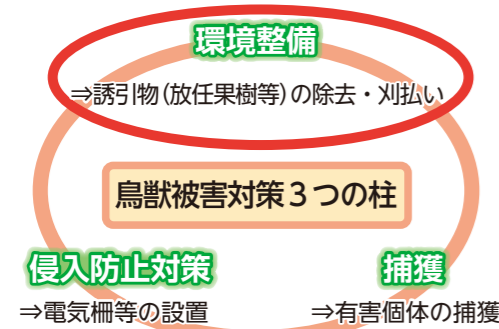 環境整備
⇒誘引物(放任果樹等)の除去・刈払い
鳥獣被害対策3つの柱
侵入防止対策
捕獲
⇒電気柵等の設置
⇒有害個体の捕獲